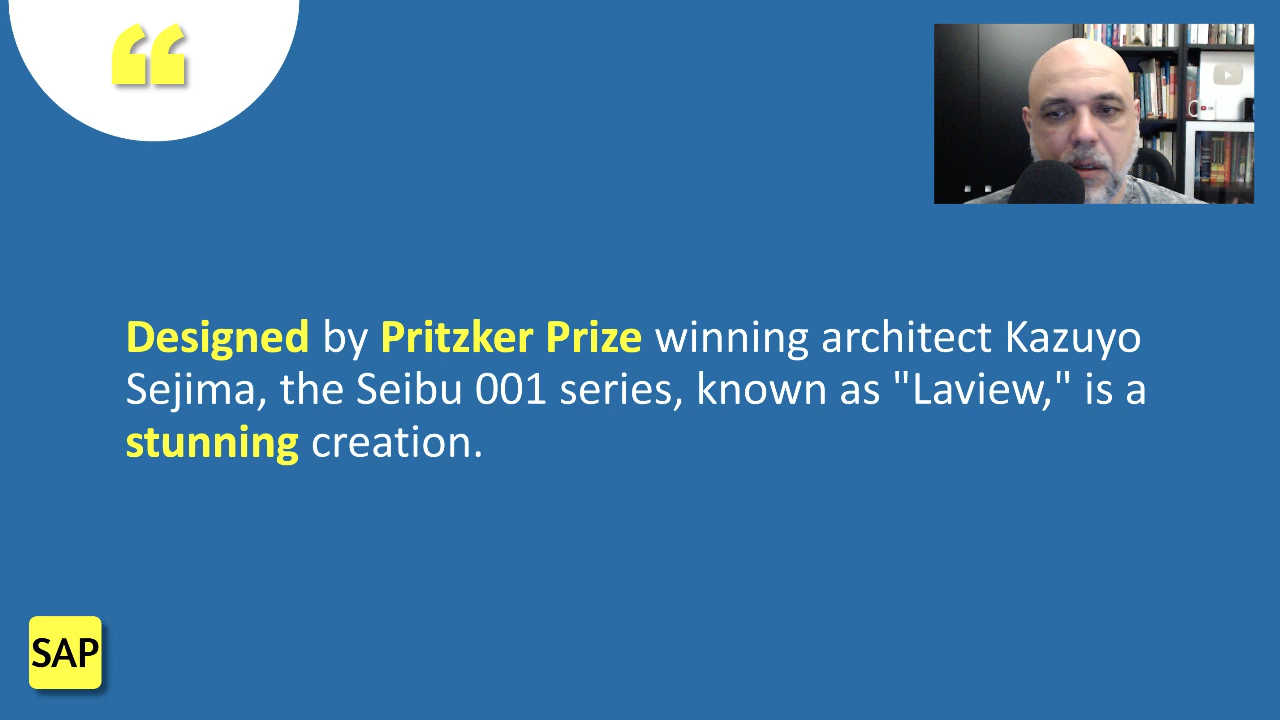 “
Designed by Pritzker Prize winning architect Kazuyo
Sejima, the Seibu 001 series, known as "Laview," is a
stunning creation.
SAP